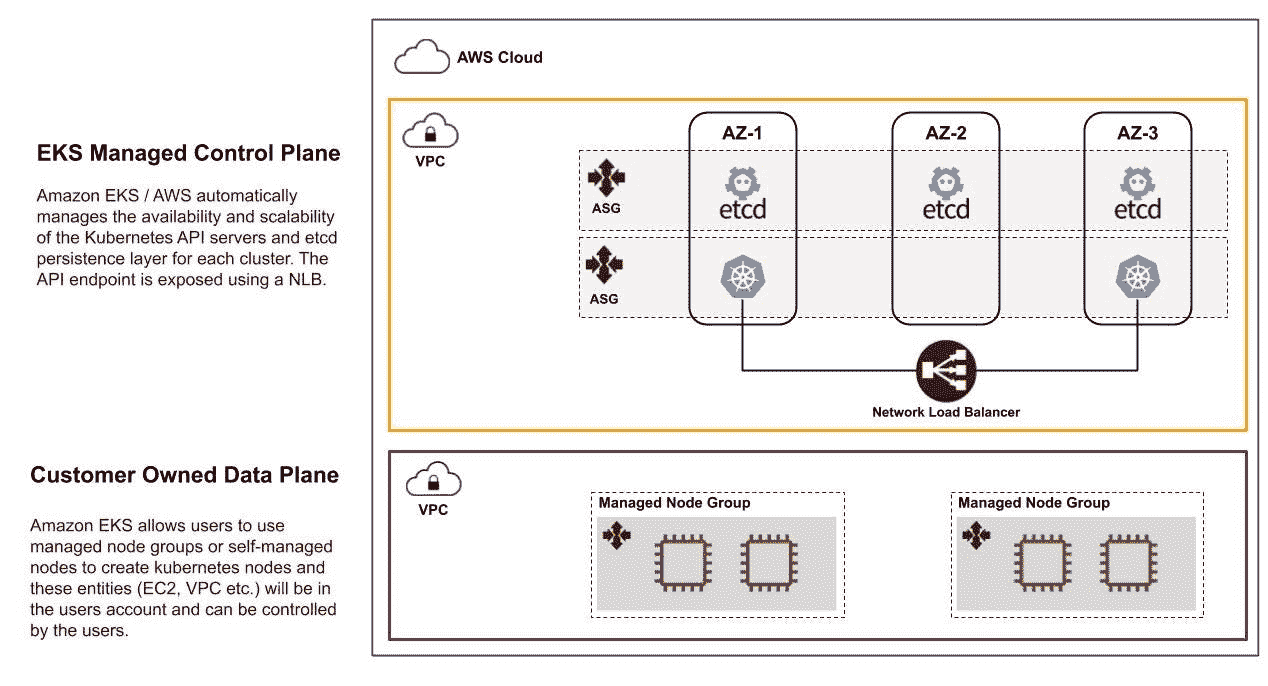 AWS Cloud
EKS Managed Control Plane
Amazon EKS / AWS automatically
manages the availability and scalability
of the Kubernetes API servers and etcd
persistence layer for each cluster. The
API endpoint is exposed using a NLB.
VPC
AZ-1
AZ-2
AZ-3
ASG
etcd
etcd
etcd
ASG
Network Load Balancer
Customer Owned Data Plane
Amazon EKS allows users to use
managed node groups or self-managed
nodes to create kubernetes nodes and
these entities (EC2, VPC etc.) will be in
the users account and can be controlled
by the users.
VPC
Managed Node Group
Managed Node Group